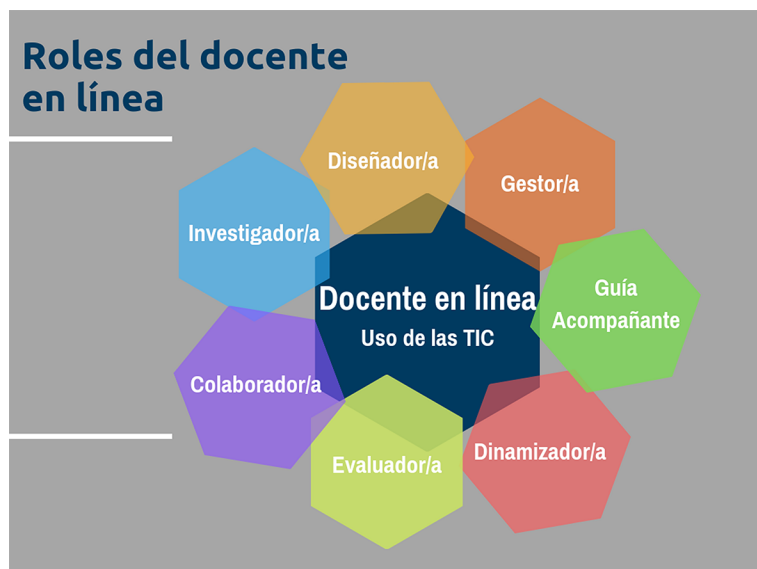 Roles del docente
en línea
Diseñador/a
Gestor/a
Investigador/a
Guía
Acompañante
Docente en línea
Uso de las TIC
Colaborador/a
Evaluador/a
Dinamizador/a